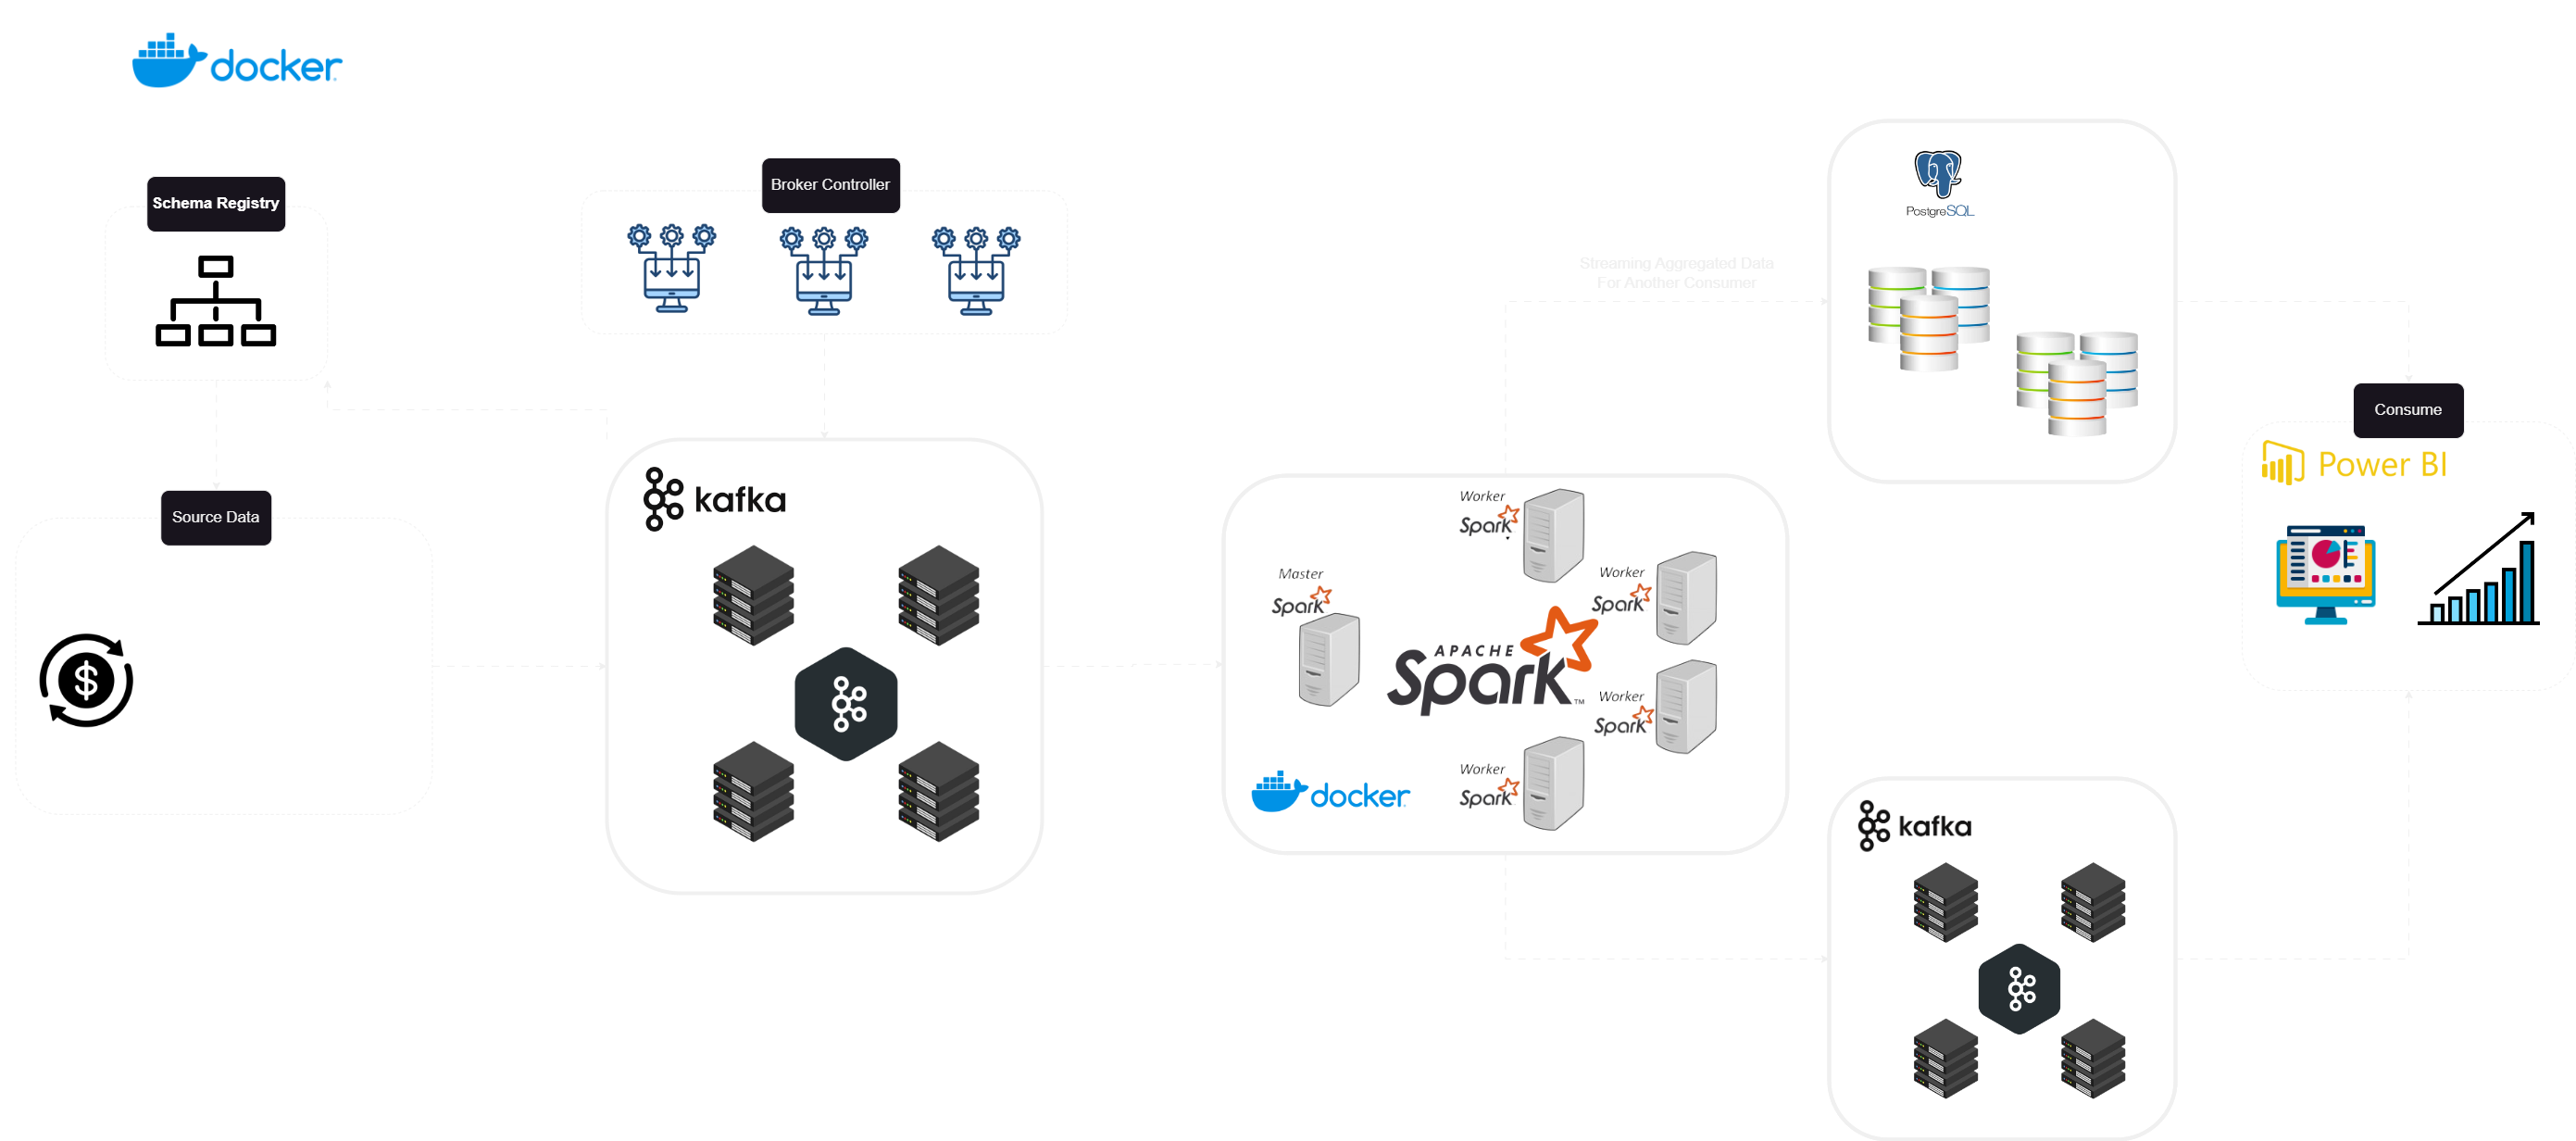 docker
Schema Registry
Broker Controller
PostgreSQL
Streaming Aggregated Data
For Another Consumer
Consume
Power BI
Source Data
kafka
Worker
Spark
Worker
Spark
Master
Spark
APACHE
Spark™
Worker
Spark
Worker
Spark
docker
kafka